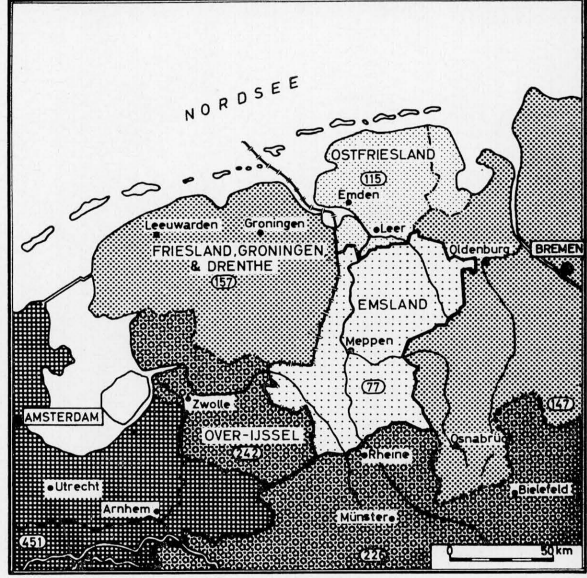 NORDSEE
OSTFRIESLAND
115
Emden
Leeuwarden
Groningen
Leer
FRIESLAND, GRONINGEN,
& DRENTHE
157
Oldenburg
BREMEN
EMSLAND
Meppen
77
Zwolle
147
AMSTERDAM
OVER-IJSSEL
242
Osnabrü
Rheine
Utrecht
Bielefeld
Arnhem
Münster
451
226
0 50 km